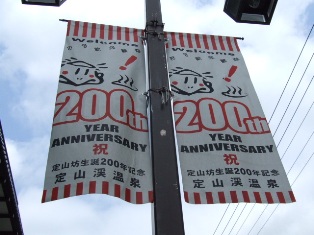 Welcome
200th
YEAR
ANNIVERSARY
祝
定山坊生誕200年記念
定山渓温泉
Welcome
200th
YEAR
ANNIVERSARY
祝
定山坊生誕200年記念
定山渓温泉